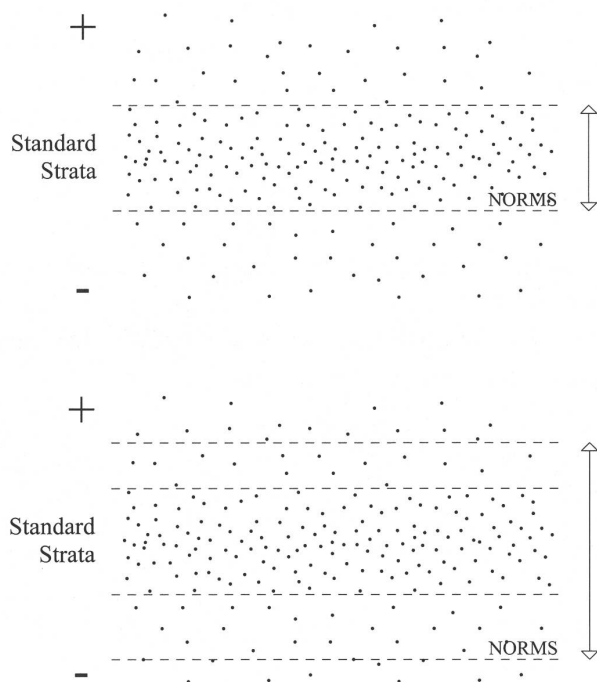 +
Standard
Strata
NORMS
-
+
Standard
Strata
NORMS
-